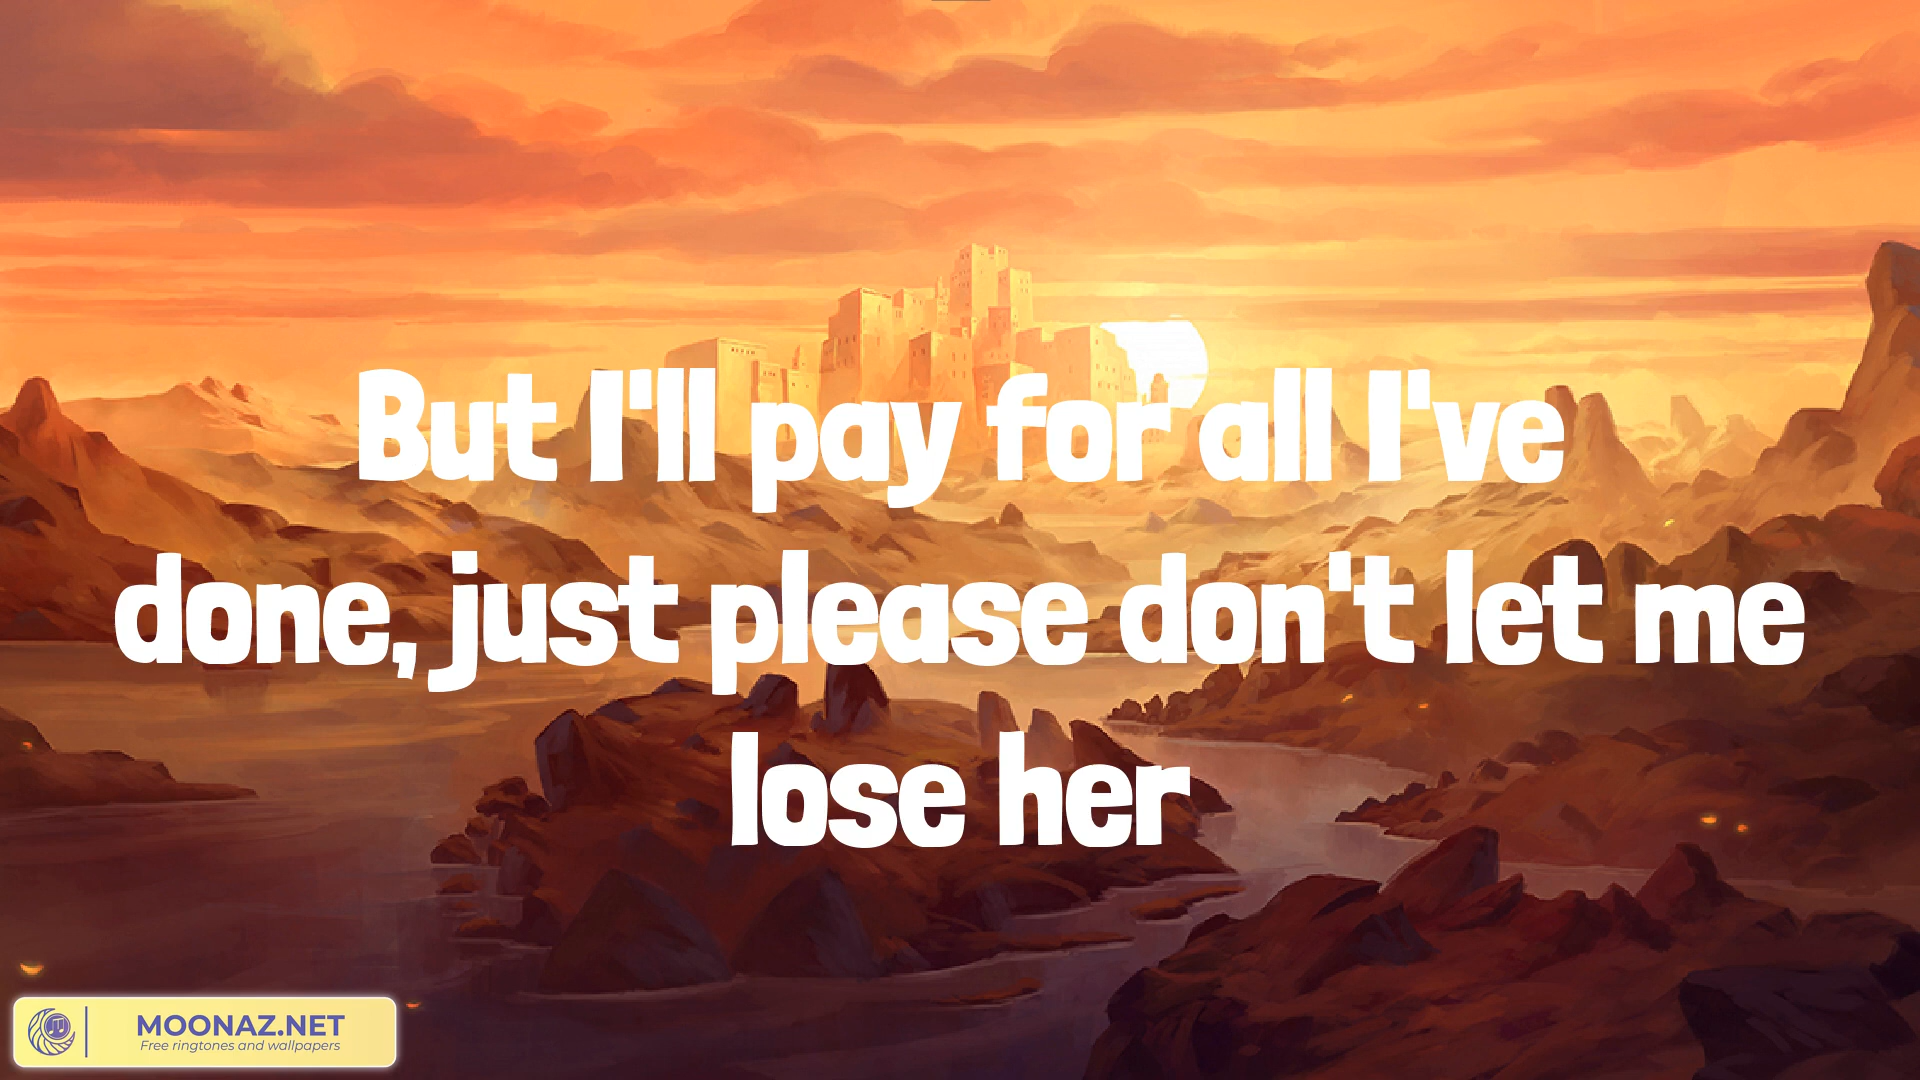 But I'll pay for all I've
done, just please don't let me
lose her
MOONAZ.NET
Free ringtones and wallpapers